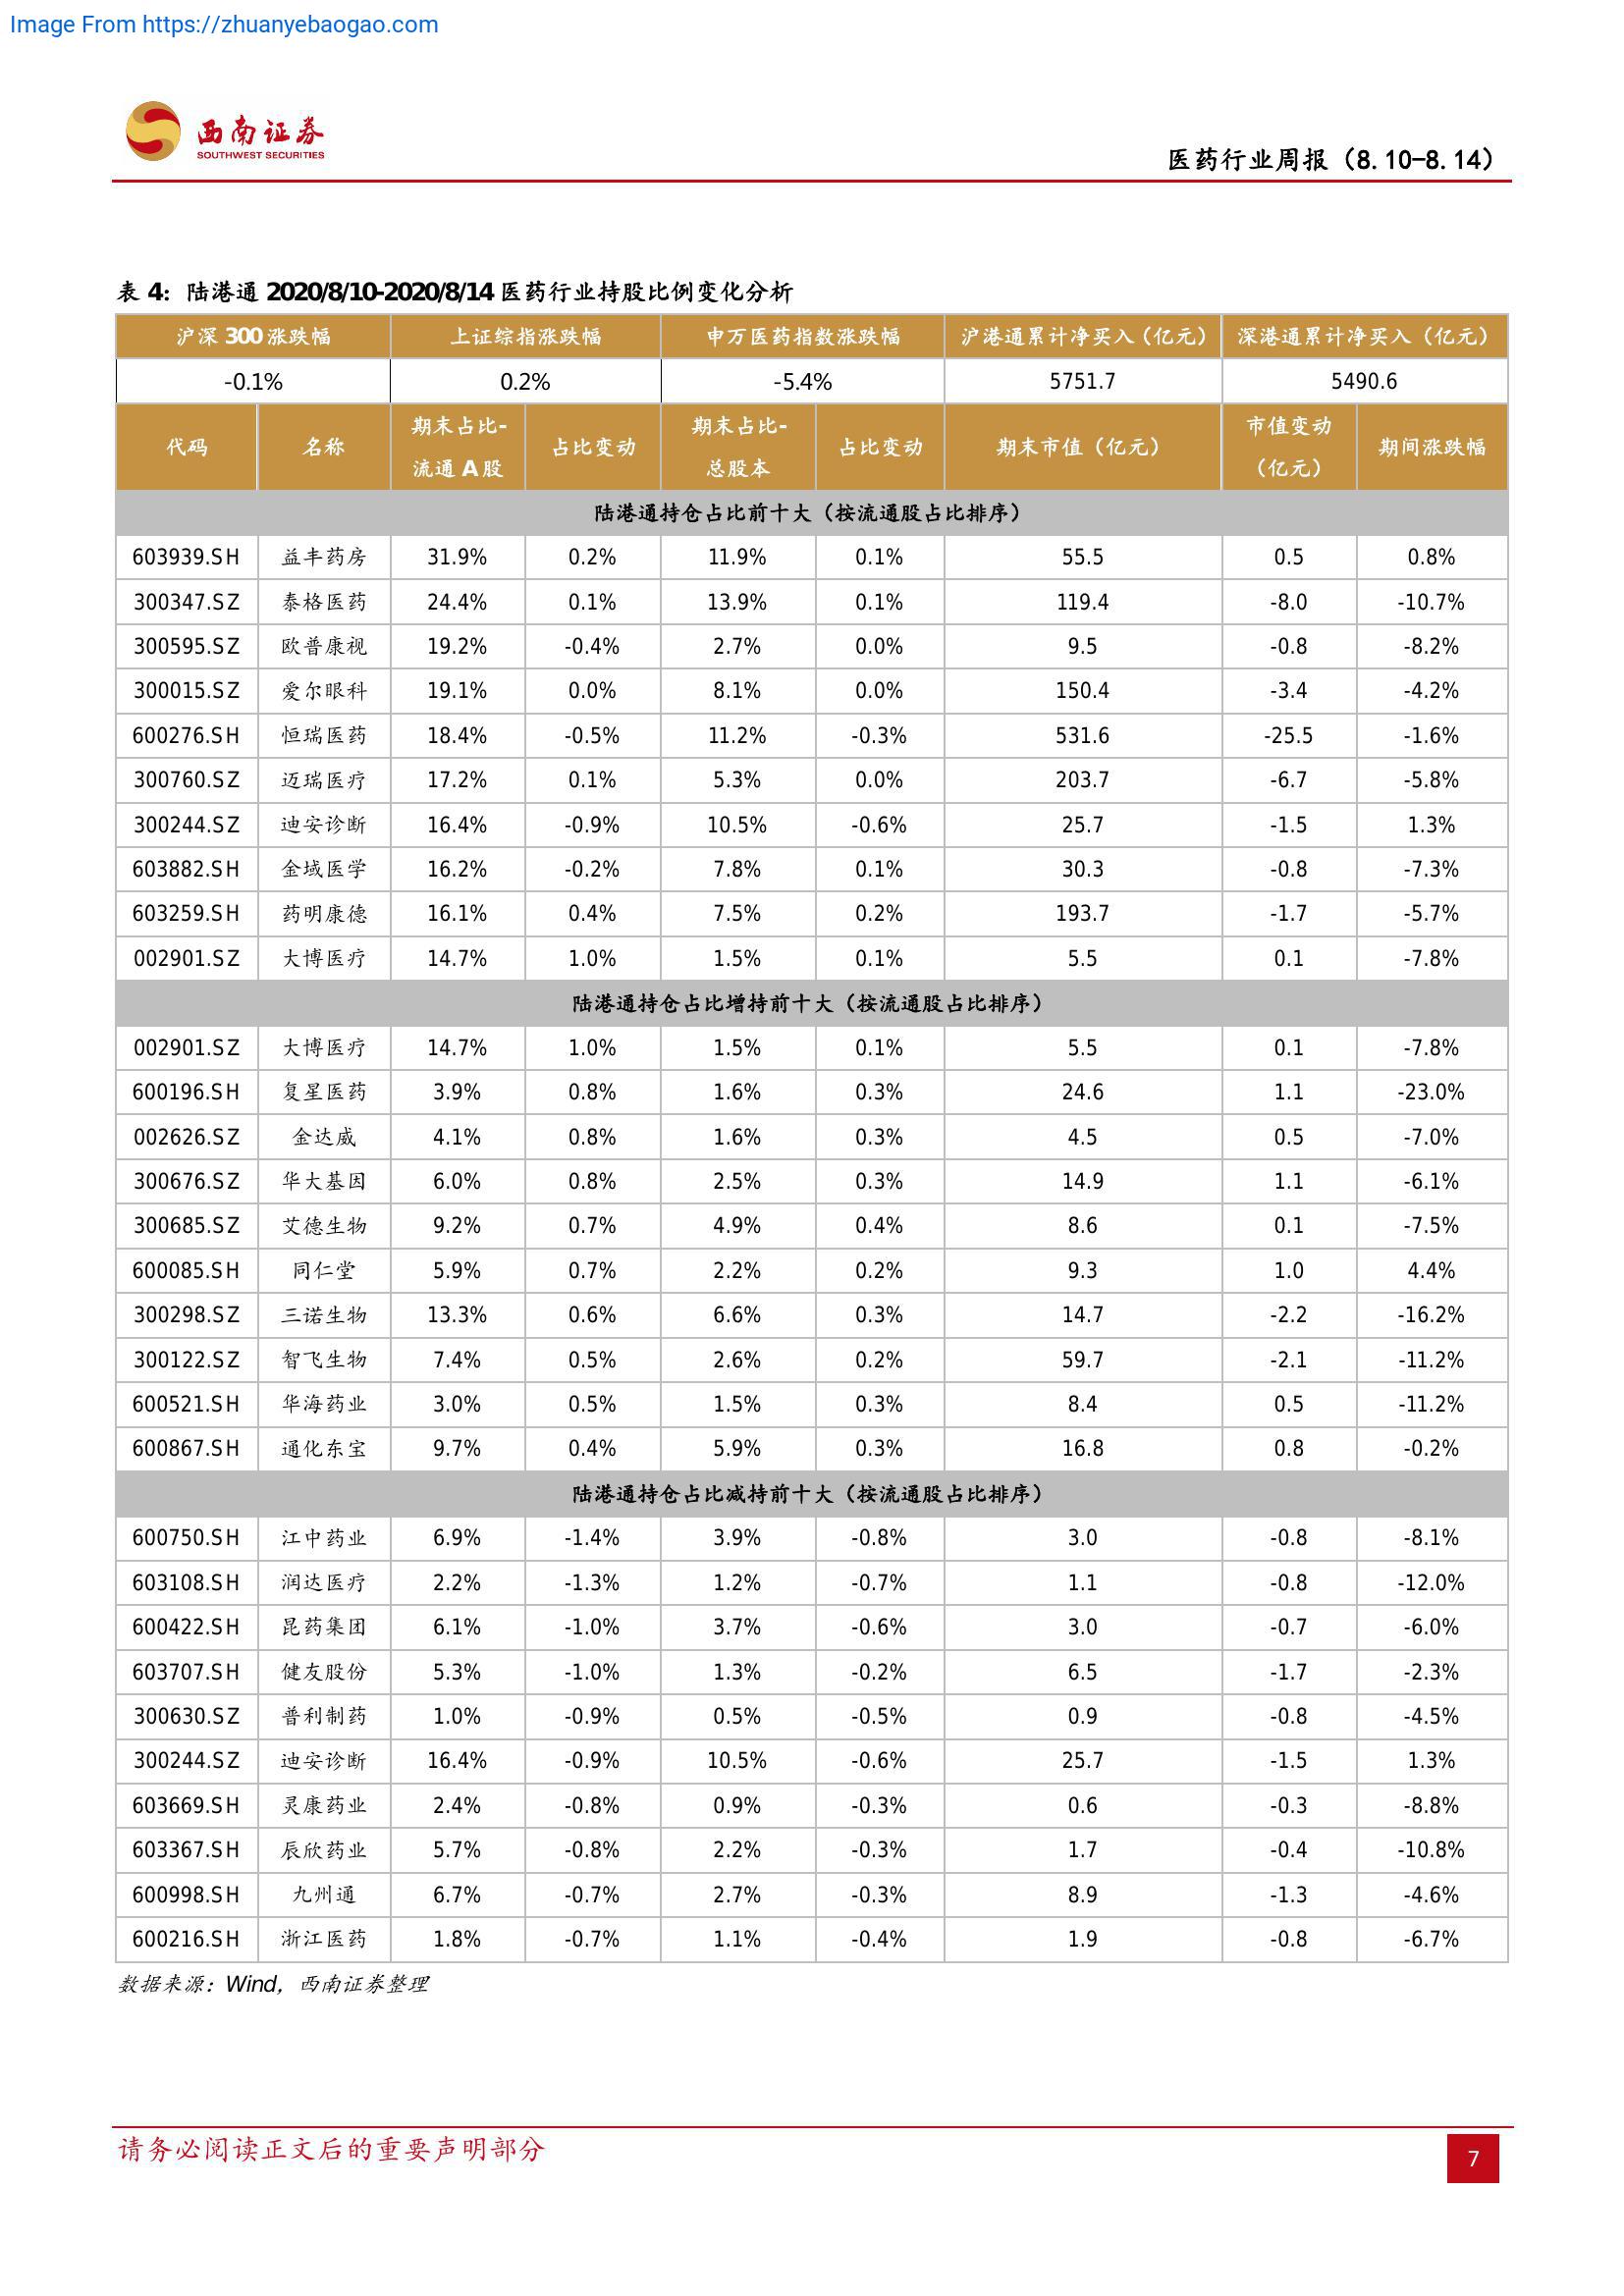 Image From https://zhuanyebaogao.com
西南证券
SOUTHWEST SECURITIES
医药行业周报（8.10-8.14）
表 4：陆港通 2020/8/10-2020/8/14 医药行业持股比例变化分析
沪深 300 涨跌幅 上证综指涨跌幅 申万医药指数涨跌幅 沪港通累计净买入（亿元） 深港通累计净买入（亿元）
-0.1% 0.2% -5.4% 5751.7 5490.6
代码 名称 期末占比-流通 A 股 占比变动 期末占比-总股本 占比变动 期末市值（亿元） 市值变动（亿元） 期间涨跌幅
陆港通持仓占比前十大（按流通股占比排序）
603939.SH 益丰药房 31.9% 0.2% 11.9% 0.1% 55.5 0.5 0.8%
300347.SZ 泰格医药 24.4% 0.1% 13.9% 0.1% 119.4 -8.0 -10.7%
300595.SZ 欧普康视 19.2% -0.4% 2.7% 0.0% 9.5 -0.8 -8.2%
300015.SZ 爱尔眼科 19.1% 0.0% 8.1% 0.0% 150.4 -3.4 -4.2%
600276.SH 恒瑞医药 18.4% -0.5% 11.2% -0.3% 531.6 -25.5 -1.6%
300760.SZ 迈瑞医疗 17.2% 0.1% 5.3% 0.0% 203.7 -6.7 -5.8%
300244.SZ 迪安诊断 16.4% -0.9% 10.5% -0.6% 25.7 -1.5 1.3%
603882.SH 金域医学 16.2% -0.2% 7.8% 0.1% 30.3 -0.8 -7.3%
603259.SH 药明康德 16.1% 0.4% 7.5% 0.2% 193.7 -1.7 -5.7%
002901.SZ 大博医疗 14.7% 1.0% 1.5% 0.1% 5.5 0.1 -7.8%
陆港通持仓占比增持前十大（按流通股占比排序）
002901.SZ 大博医疗 14.7% 1.0% 1.5% 0.1% 5.5 0.1 -7.8%
600196.SH 复星医药 3.9% 0.8% 1.6% 0.3% 24.6 1.1 -23.0%
002626.SZ 金达威 4.1% 0.8% 1.6% 0.3% 4.5 0.5 -7.0%
300676.SZ 华大基因 6.0% 0.8% 2.5% 0.3% 14.9 1.1 -6.1%
300685.SZ 艾德生物 9.2% 0.7% 4.9% 0.4% 8.6 0.1 -7.5%
600085.SH 同仁堂 5.9% 0.7% 2.2% 0.2% 9.3 1.0 4.4%
300298.SZ 三诺生物 13.3% 0.6% 6.6% 0.3% 14.7 -2.2 -16.2%
300122.SZ 智飞生物 7.4% 0.5% 2.6% 0.2% 59.7 -2.1 -11.2%
600521.SH 华海药业 3.0% 0.5% 1.5% 0.3% 8.4 0.5 -11.2%
600867.SH 通化东宝 9.7% 0.4% 5.9% 0.3% 16.8 0.8 -0.2%
陆港通持仓占比减持前十大（按流通股占比排序）
600750.SH 江中药业 6.9% -1.4% 3.9% -0.8% 3.0 -0.8 -8.1%
603108.SH 润达医疗 2.2% -1.3% 1.2% -0.7% 1.1 -0.8 -12.0%
600422.SH 昆药集团 6.1% -1.0% 3.7% -0.6% 3.0 -0.7 -6.0%
603707.SH 健友股份 5.3% -1.0% 1.3% -0.2% 6.5 -1.7 -2.3%
300630.SZ 普利制药 1.0% -0.9% 0.5% -0.5% 0.9 -0.8 -4.5%
300244.SZ 迪安诊断 16.4% -0.9% 10.5% -0.6% 25.7 -1.5 1.3%
603669.SH 灵康药业 2.4% -0.8% 0.9% -0.3% 0.6 -0.3 -8.8%
603367.SH 辰欣药业 5.7% -0.8% 2.2% -0.3% 1.7 -0.4 -10.8%
600998.SH 九州通 6.7% -0.7% 2.7% -0.3% 8.9 -1.3 -4.6%
600216.SH 浙江医药 1.8% -0.7% 1.1% -0.4% 1.9 -0.8 -6.7%
数据来源：Wind，西南证券整理
请务必阅读正文后的重要声明部分
7